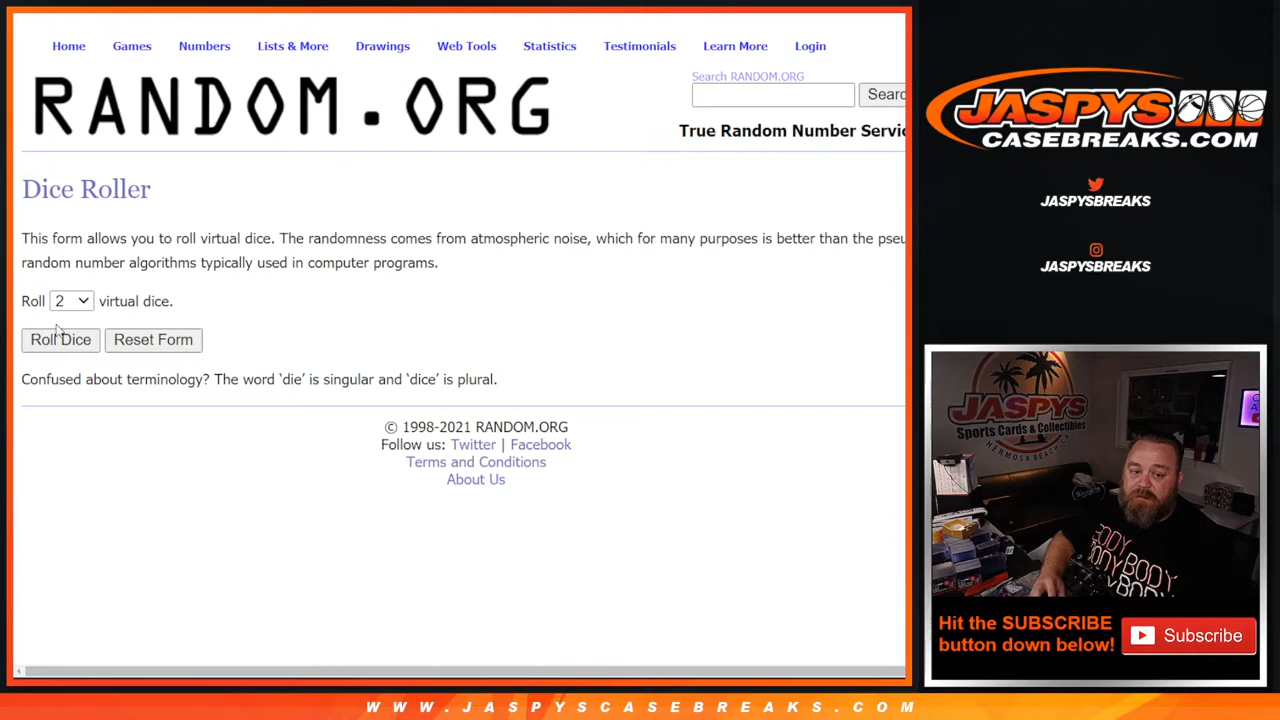 Home Games Numbers Lists & More Drawings Web Tools Statistics Testimonials Learn More Login
RANDOM.ORG
Search RANDOM.ORG
Searc
True Random Number Servic
Dice Roller
This form allows you to roll virtual dice. The randomness comes from atmospheric noise, which for many purposes is better than the pseu
random number algorithms typically used in computer programs.
Roll 2 virtual dice.
Roll Dice Reset Form
Confused about terminology? The word ‘die’ is singular and ‘dice’ is plural.
© 1998-2021 RANDOM.ORG
Follow us: Twitter | Facebook
Terms and Conditions
About Us
JASPYS
CASEBREAKS.COM
JASPYSBREAKS
JASPYSBREAKS
JASPYS
Sports Cards & Collectibles
HERMOSA BEACH, CA
BODY
BODYBODY
BODYBODY
Hit the SUBSCRIBE
button down below!
Subscribe
WWW.JASPYSCASEBREAKS.COM